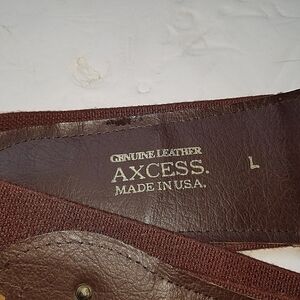 GENUINE LEATHER
AXCESS.
MADE IN U.S.A.
L